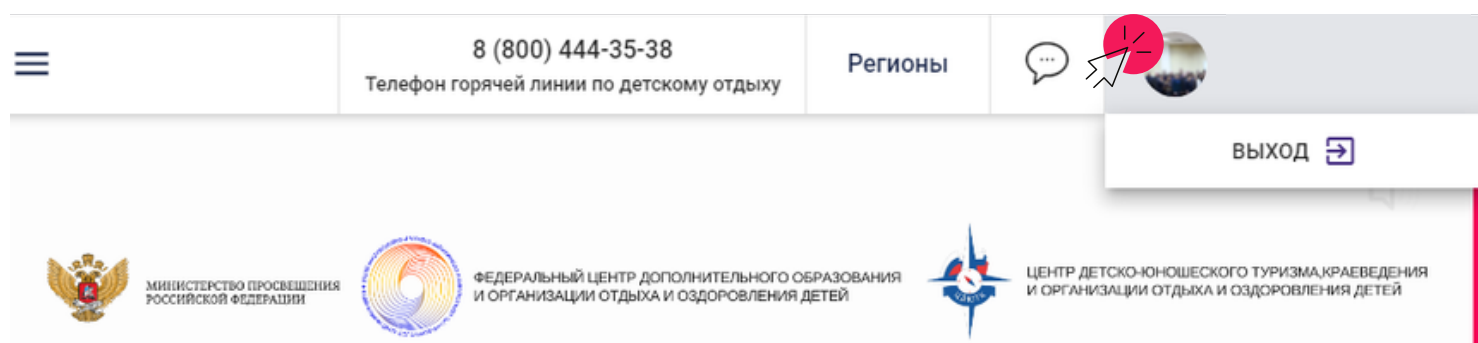 8 (800) 444-35-38
Телефон горячей линии по детскому отдыху
Регионы
выход
МИНИСТЕРСТВО ПРОСВЕЩЕНИЯ
РОССИЙСКОЙ ФЕДЕРАЦИИ
ФЕДЕРАЛЬНЫЙ ЦЕНТР ДОПОЛНИТЕЛЬНОГО ОБРАЗОВАНИЯ
И ОРГАНИЗАЦИИ ОТДЫХА И ОЗДОРОВЛЕНИЯ ДЕТЕЙ
ЦЕНТР ДЕТСКО-ЮНОШЕСКОГО ТУРИЗМА,КРАЕВЕДЕНИЯ
И ОРГАНИЗАЦИИ ОТДЫХА И ОЗДОРОВЛЕНИЯ ДЕТЕЙ